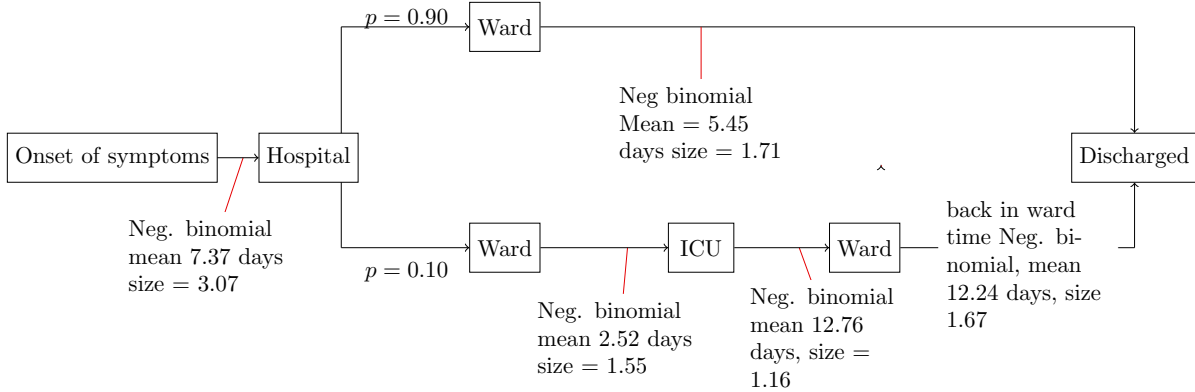 p = 0.90
Ward
Neg binomial
Mean = 5.45
days size = 1.71
Onset of symptoms
Hospital
Discharged
Neg. binomial
mean 7.37 days
size = 3.07
p = 0.10
Ward
ICU
Ward
back in ward
time Neg. bi-
nomial, mean
12.24 days, size
1.67
Neg. binomial
mean 2.52 days
size = 1.55
Neg. binomial
mean 12.76
days, size =
1.16